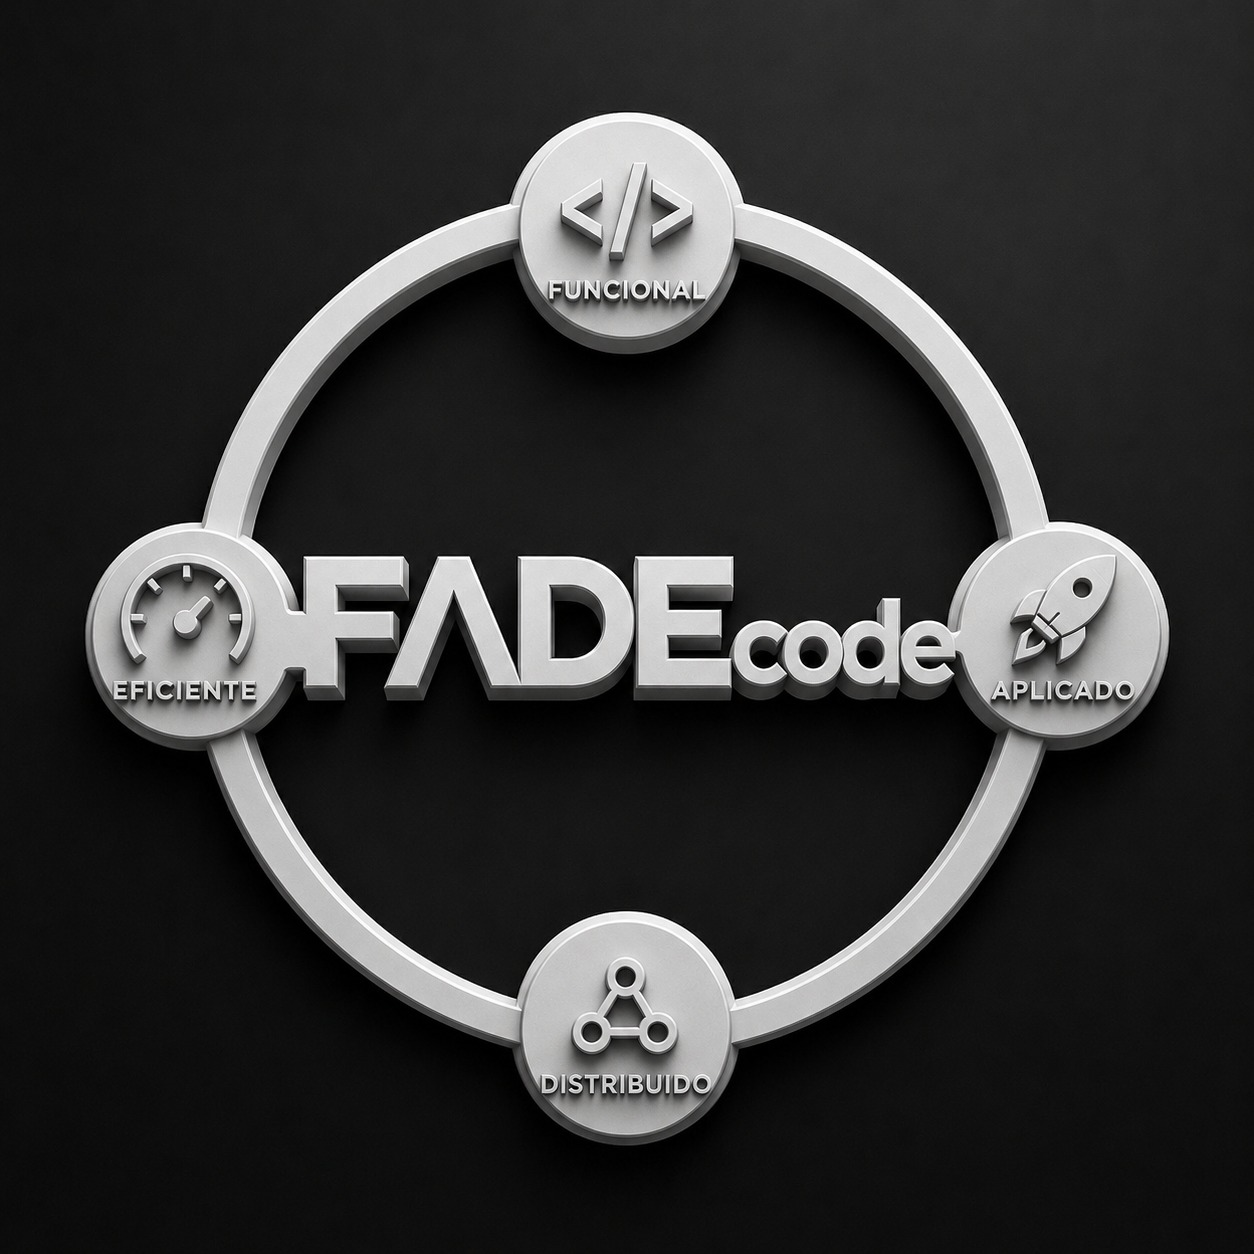 </>
FUNCIONAL
FADEcode
EFICIENTE
APLICADO
DISTRIBUIDO